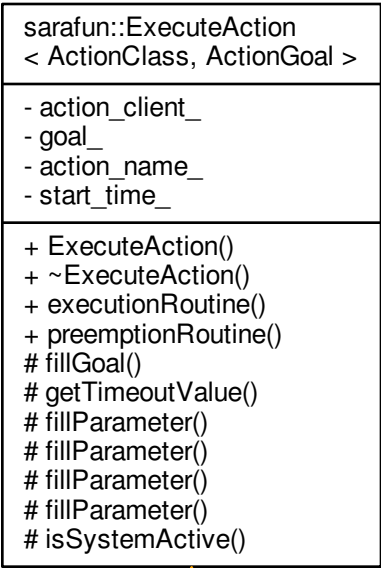 sarafun::ExecuteAction
< ActionClass, ActionGoal >
- action_client_
- goal_
- action_name_
- start_time_
+ ExecuteAction()
+ ~ExecuteAction()
+ executionRoutine()
+ preemptionRoutine()
# fillGoal()
# getTimeoutValue()
# fillParameter()
# fillParameter()
# fillParameter()
# fillParameter()
# isSystemActive()